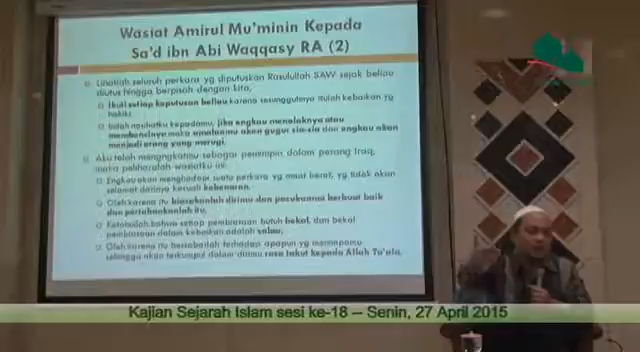 Wasiat Amirul Mu'minin Kepada
Sa'd ibn Abi Waqqasy RA (2)
Lihatlah seluruh perkara yg diputuskan Rasulullah SAW sejak beliau
diutus hingga berpisah dengan kita,
Ikuti setiap keputusan beliau karena sesungguhnya itulah kebaikan yg
hakiki.
Inilah nasihatku kepadamu, jika engkau menolaknya atau
membencinya maka amalanmu akan gugur sia-sia dan engkau akan
menjadi orang yang merugi.
Aku telah mengangkatmu sebagai pemimpin dalam perang Iraq,
maka peliharalah wasiatku ini:
Engkau akan menghadapi suatu perkara yg amat berat, yg tidak akan
selamat darinya kecuali kebenaran.
Oleh karena itu biasakanlah dirimu dan pasukanmu berbuat baik
dan pertahankanlah itu,
Ketahuilah bahwa setiap pembiasaan butuh bekal, dan bekal
pembiasaan dalam kebaikan adalah sabar,
Oleh karena itu bersabarlah terhadap apapun yg menimpamu
sehingga akan terkumpul dalam dirimu rasa takut kepada Allah Ta'ala.
Kajian Sejarah Islam sesi ke-18 – Senin, 27 April 2015